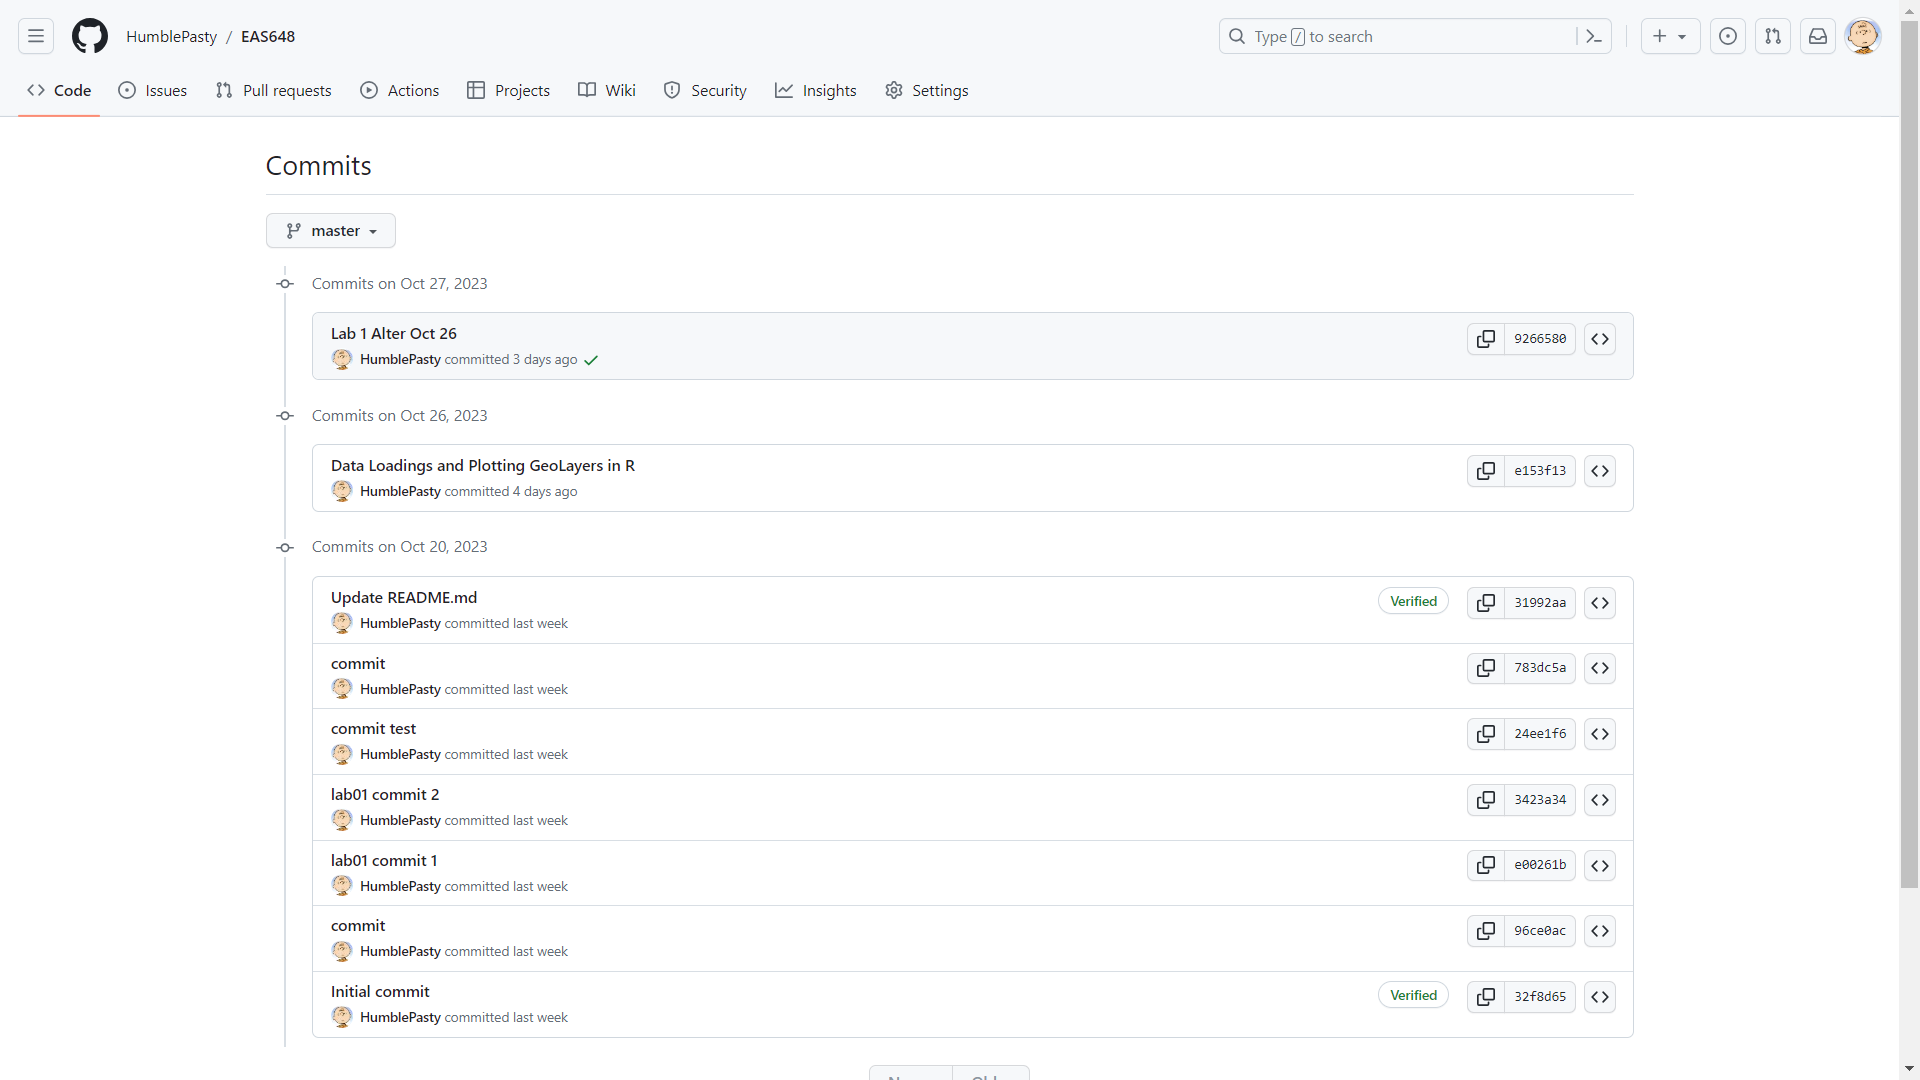 HumblePasty / EAS648
Type / to search
Code Issues Pull requests Actions Projects Wiki Security Insights Settings
Commits
master
Commits on Oct 27, 2023
Lab 1 Alter Oct 26
9266580
HumblePasty committed 3 days ago
Commits on Oct 26, 2023
Data Loadings and Plotting GeoLayers in R
e153f13
HumblePasty committed 4 days ago
Commits on Oct 20, 2023
Update README.md
Verified 31992aa
HumblePasty committed last week
commit
783dc5a
HumblePasty committed last week
commit test
24ee1f6
HumblePasty committed last week
lab01 commit 2
3423a34
HumblePasty committed last week
lab01 commit 1
e00261b
HumblePasty committed last week
commit
96ce0ac
HumblePasty committed last week
Initial commit
Verified 32f8d65
HumblePasty committed last week